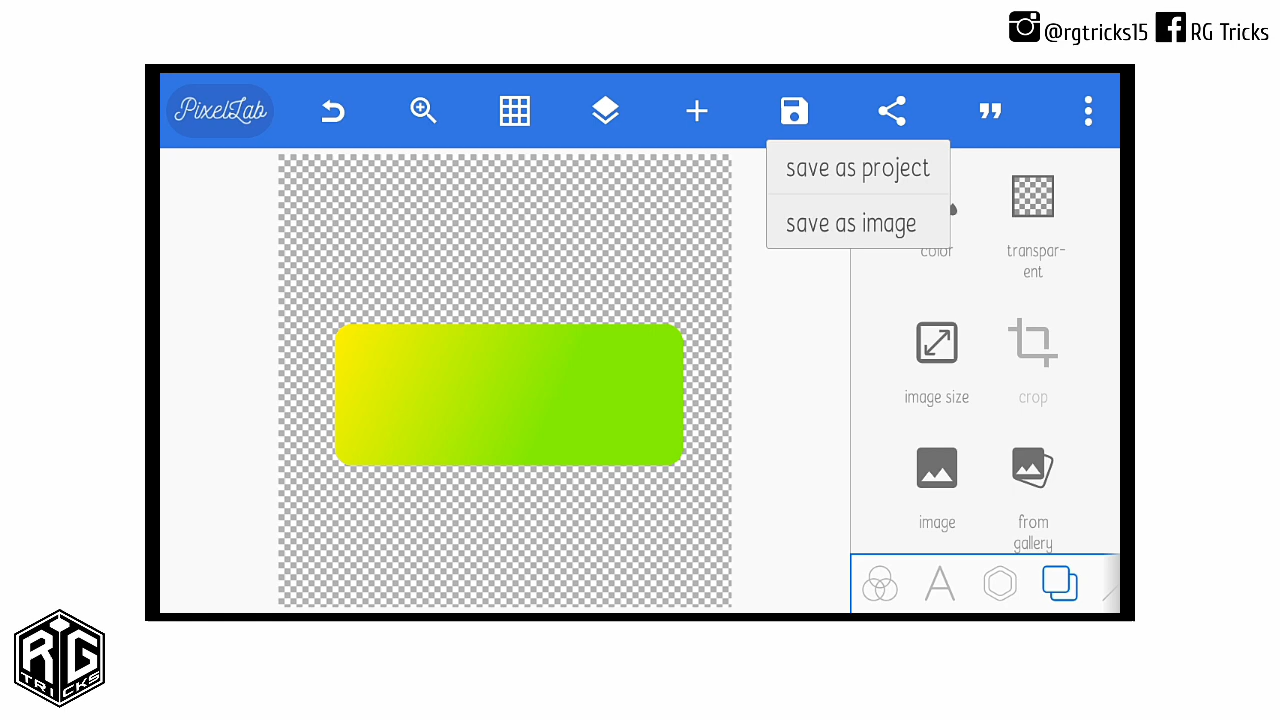 @rgtricks15 RG Tricks
PixelLab
save as project
save as image
color
transpar-
ent
image size
crop
image
from
gallery
RG
TRICKS